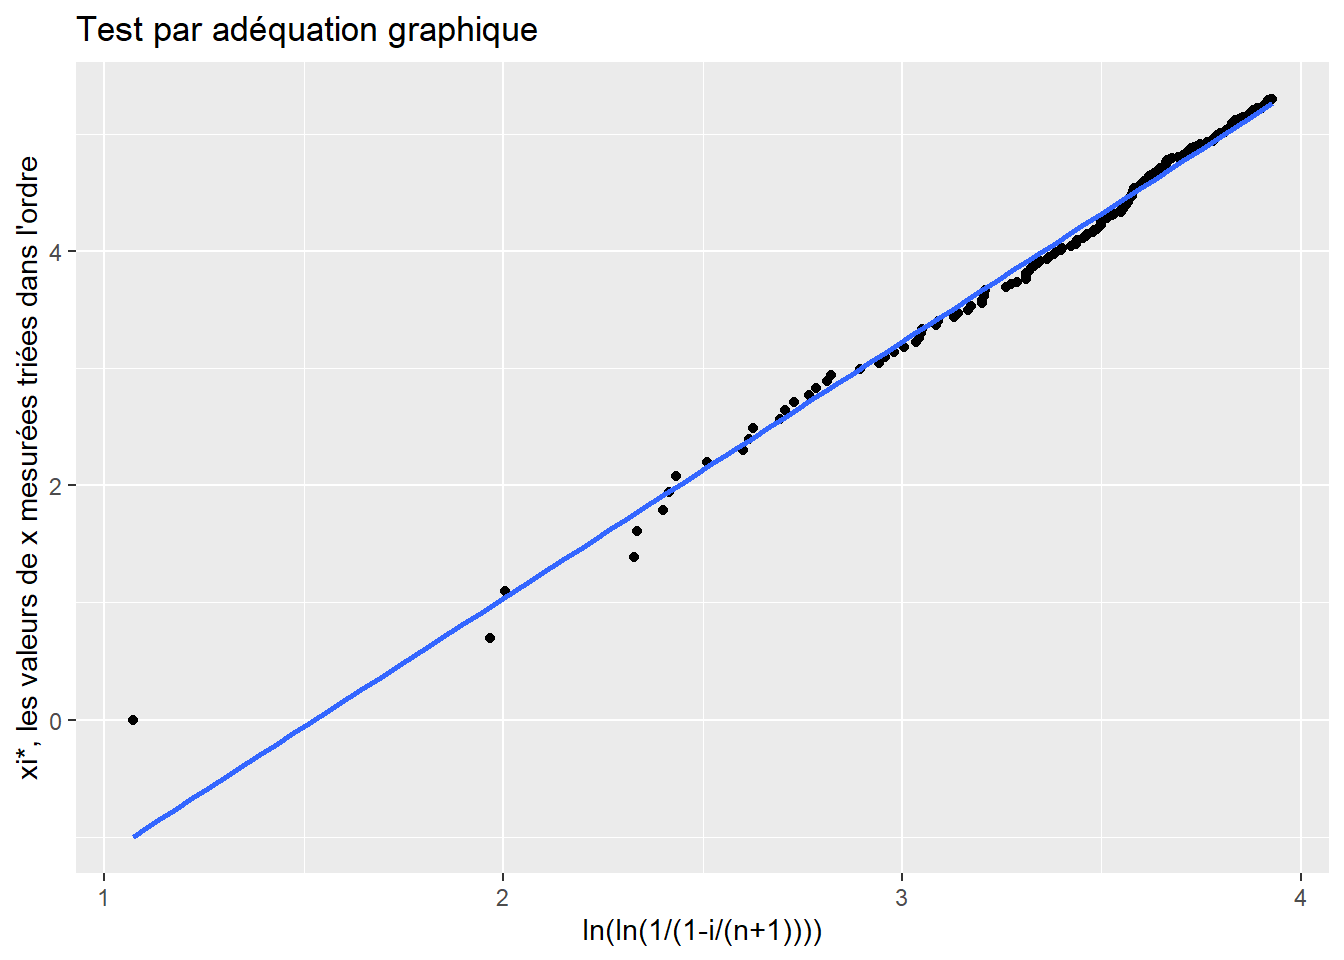 Test par adéquation graphique
xi*, les valeurs de x mesurées triées dans l'ordre
4
2
0
1
2
3
4
ln(ln(1/(1-i/(n+1))))